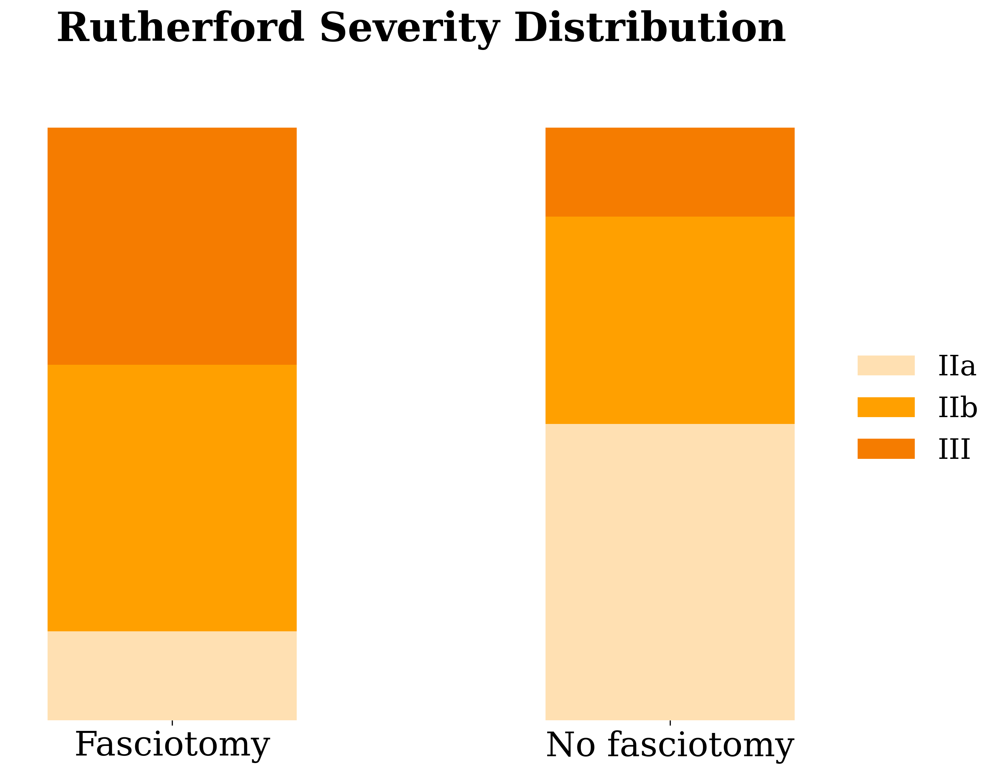 Rutherford Severity Distribution
IIa
IIb
III
Fasciotomy
No fasciotomy